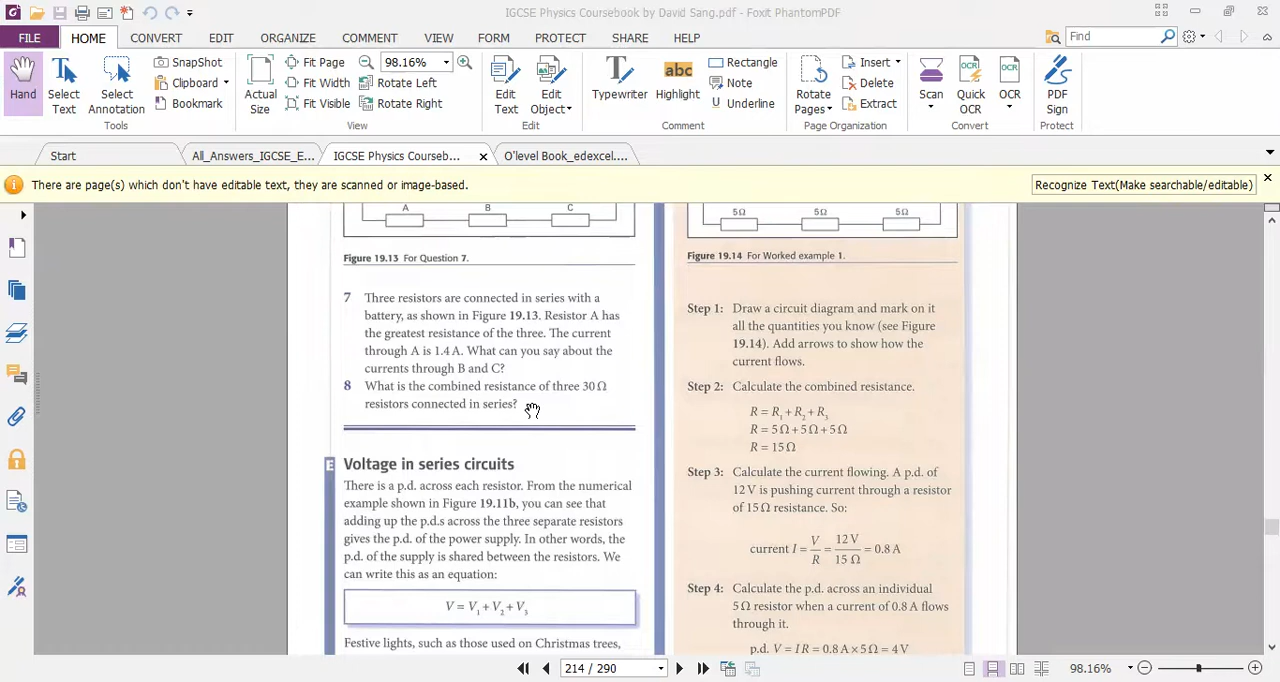 IGCSE Physics Coursebook by David Sang.pdf - Foxit PhantomPDF
FILE HOME CONVERT EDIT ORGANIZE COMMENT VIEW FORM PROTECT SHARE HELP Find
Hand
Select Text
Select Annotation
SnapShot
Clipboard
Bookmark
Tools
Actual Size
Fit Page
Fit Width
Fit Visible
98.16%
Rotate Left
Rotate Right
View
Edit Text
Edit Object
Edit
Typewriter
Highlight
Rectangle
Note
Underline
Comment
Rotate Pages
Insert
Delete
Extract
Page Organization
Scan
Quick OCR
OCR
Convert
PDF Sign
Protect
Start All_Answers_IGCSE_E... IGCSE Physics Courseb... O'level Book_edexcel....
There are page(s) which don't have editable text, they are scanned or image-based. Recognize Text(Make searchable/editable)
A B C
Figure 19.13 For Question 7.
7 Three resistors are connected in series with a
battery, as shown in Figure 19.13. Resistor A has
the greatest resistance of the three. The current
through A is 1.4 A. What can you say about the
currents through B and C?
8 What is the combined resistance of three 30 Ω
resistors connected in series?
E Voltage in series circuits
There is a p.d. across each resistor. From the numerical
example shown in Figure 19.11b, you can see that
adding up the p.d.s across the three separate resistors
gives the p.d. of the power supply. In other words, the
p.d. of the supply is shared between the resistors. We
can write this as an equation:
V = V₁ + V₂ + V₃
Festive lights, such as those used on Christmas trees,
5Ω 5Ω 5Ω
Figure 19.14 For Worked example 1.
Step 1: Draw a circuit diagram and mark on it
all the quantities you know (see Figure
19.14). Add arrows to show how the
current flows.
Step 2: Calculate the combined resistance.
R = R₁ + R₂ + R₃
R = 5 Ω + 5 Ω + 5 Ω
R = 15 Ω
Step 3: Calculate the current flowing. A p.d. of
12 V is pushing current through a resistor
of 15 Ω resistance. So:
current I = V/R = 12 V/15 Ω = 0.8 A
Step 4: Calculate the p.d. across an individual
5 Ω resistor when a current of 0.8 A flows
through it.
p.d. V = I R = 0.8 A × 5 Ω = 4 V
214 / 290 98.16%